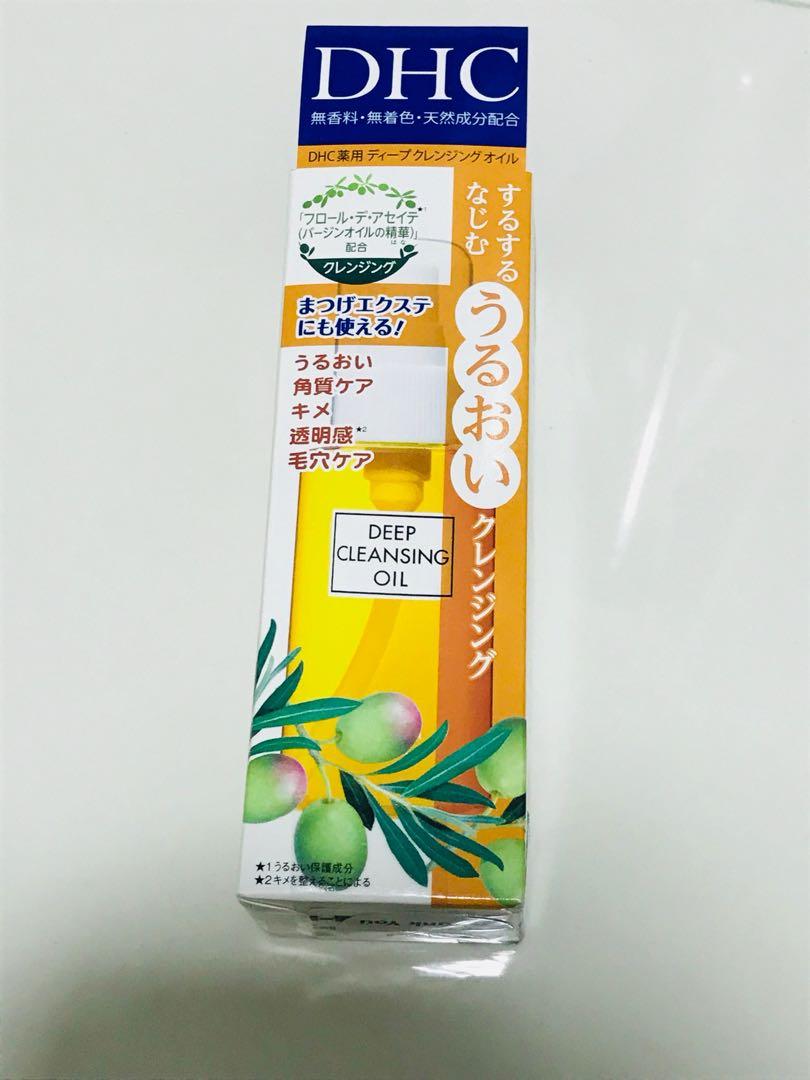 DHC
無香料・無着色・天然成分配合
DHC薬用 ディープクレンジングオイル
「フロール・デ・アセイテ★1
(バージンオイルの精華)」
はな
配合
クレンジング
するする
なじむ
うるおい
クレンジング
まつげエクステ
にも使える!
うるおい
角質ケア
キメ
透明感★2
毛穴ケア
DEEP
CLEANSING
OIL
★1うるおい保護成分
★2キメを整えることによる